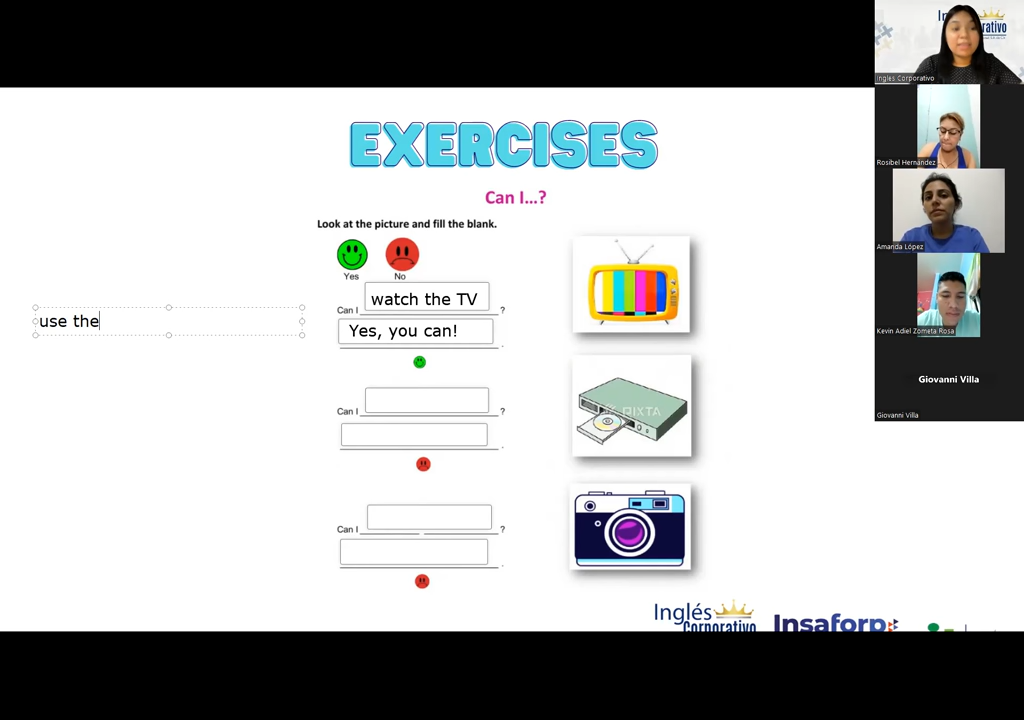 EXERCISES
Can I...?
Look at the picture and fill the blank.
Yes No
Can I watch the TV ?
Yes, you can! .
use the
Can I ?
.
Can I ?
.
PIXTA
Inglés
Corporativo
Insaforp
Inglés Corporativo
Rosibel Hernández
Amanda López
Kevin Adiel Zometa Rosa
Giovanni Villa
Giovanni Villa